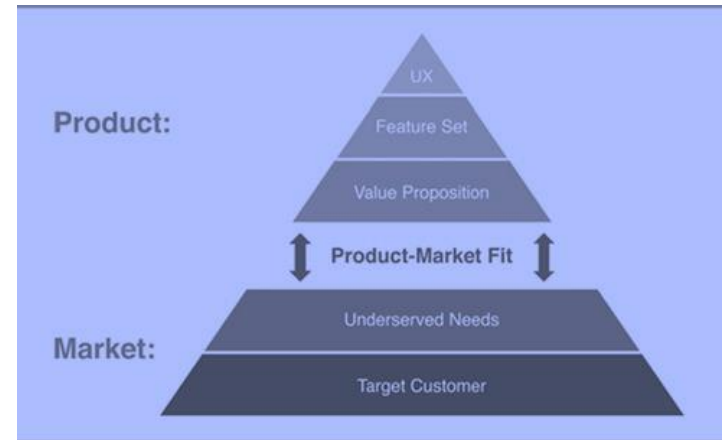 UX
Product:
Feature Set
Value Proposition
Product-Market Fit
Underserved Needs
Market:
Target Customer